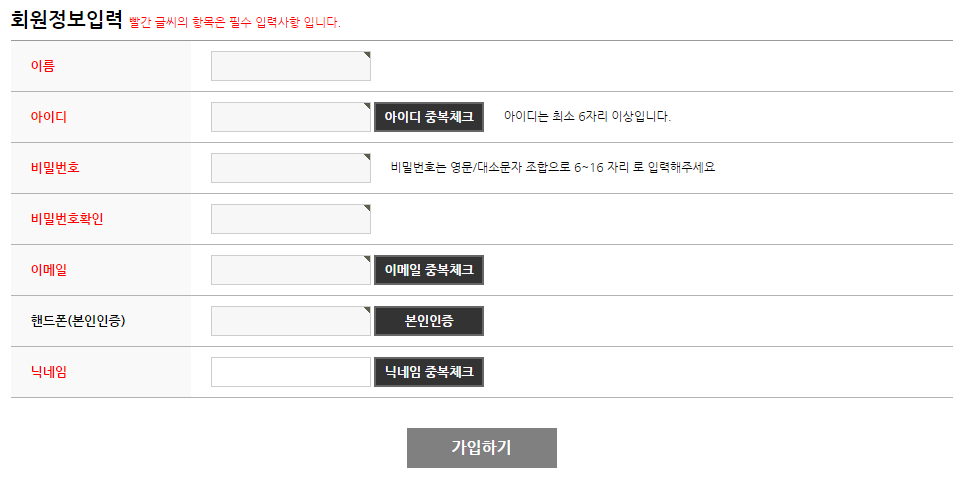 회원정보입력 빨간 글씨의 항목은 필수 입력사항 입니다.
이름
아이디 아이디 중복체크 아이디는 최소 6자리 이상입니다.
비밀번호 비밀번호는 영문/대소문자 조합으로 6~16 자리 로 입력해주세요
비밀번호확인
이메일 이메일 중복체크
핸드폰(본인인증) 본인인증
닉네임 닉네임 중복체크
가입하기